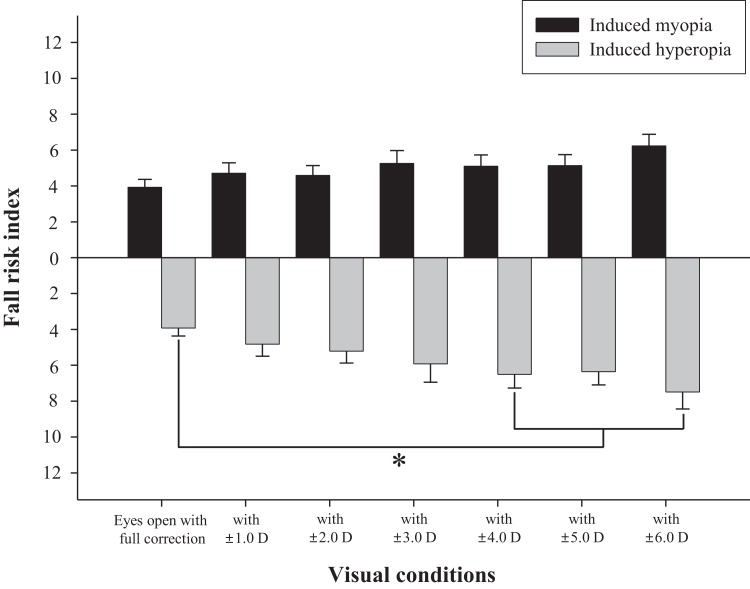 Induced myopia
Induced hyperopia
12
10
8
6
4
2
0
2
4
6
8
10
12
Fall risk index
*
Eyes open with
full correction
with
±1.0 D
with
±2.0 D
with
±3.0 D
with
±4.0 D
with
±5.0 D
with
±6.0 D
Visual conditions